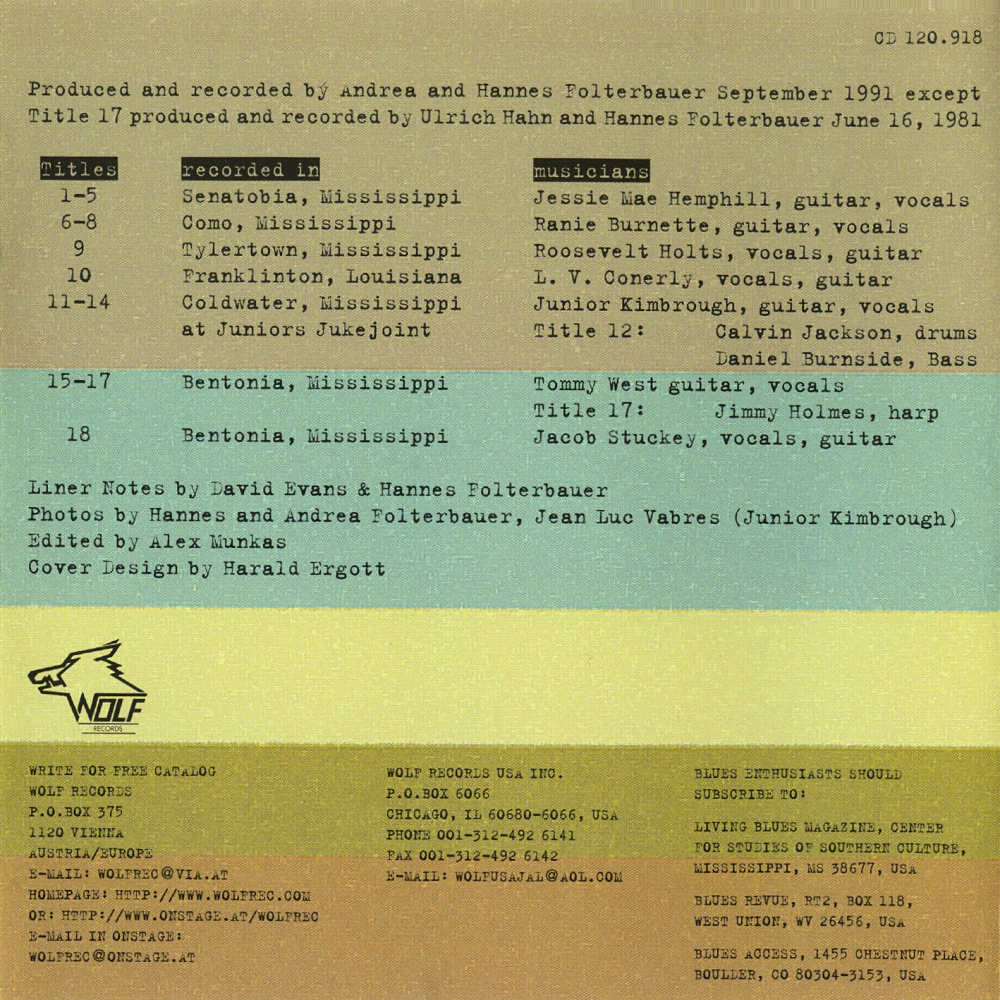 CD 120.918
Produced and recorded bý Andrea and Hannes Folterbauer September 1991 except
Title 17 produced and recorded by Ulrich Hahn and Hannes Folterbauer June 16, 1981
Titles recorded in musicians
1-5 Senatobia, Mississippi Jessie Mae Hemphill, guitar, vocals
6-8 Como, Mississippi Ranie Burnette, guitar, vocals
9 Tylertown, Mississippi Roosevelt Holts, vocals, guitar
10 Franklinton, Louisiana L. V. Conerly, vocals, guitar
11-14 Coldwater, Mississippi Junior Kimbrough, guitar, vocals
at Juniors Jukejoint Title 12: Calvin Jackson, drums
Daniel Burnside, Bass
15-17 Bentonia, Mississippi Tommy West guitar, vocals
Title 17: Jimmy Holmes, harp
18 Bentonia, Mississippi Jacob Stuckey, vocals, guitar
Liner Notes by David Evans & Hannes Folterbauer
Photos by Hannes and Andrea Folterbauer, Jean Luc Vabres (Junior Kimbrough)
Edited by Alex Munkas
Cover Design by Harald Ergott
WOLF
RECORDS
WRITE FOR FREE CATALOG
WOLF RECORDS
P.O.BOX 375
1120 VIENNA
AUSTRIA/EUROPE
E-MAIL: WOLFREC@VIA.AT
HOMEPAGE: HTTP://WWW.WOLFREC.COM
OR: HTTP://WWW.ONSTAGE.AT/WOLFREC
E-MAIL IN ONSTAGE:
WOLFREC@ONSTAGE.AT
WOLF RECORDS USA INC.
P.O.BOX 6066
CHICAGO, IL 60680-6066, USA
PHONE 001-312-492 6141
FAX 001-312-492 6142
E-MAIL: WOLFUSAJAL@AOL.COM
BLUES ENTHUSIASTS SHOULD
SUBSCRIBE TO:
LIVING BLUES MAGAZINE, CENTER
FOR STUDIES OF SOUTHERN CULTURE,
MISSISSIPPI, MS 38677, USA
BLUES REVUE, RT2, BOX 118,
WEST UNION, WV 26456, USA
BLUES ACCESS, 1455 CHESTNUT PLACE,
BOULDER, CO 80304-3153, USA